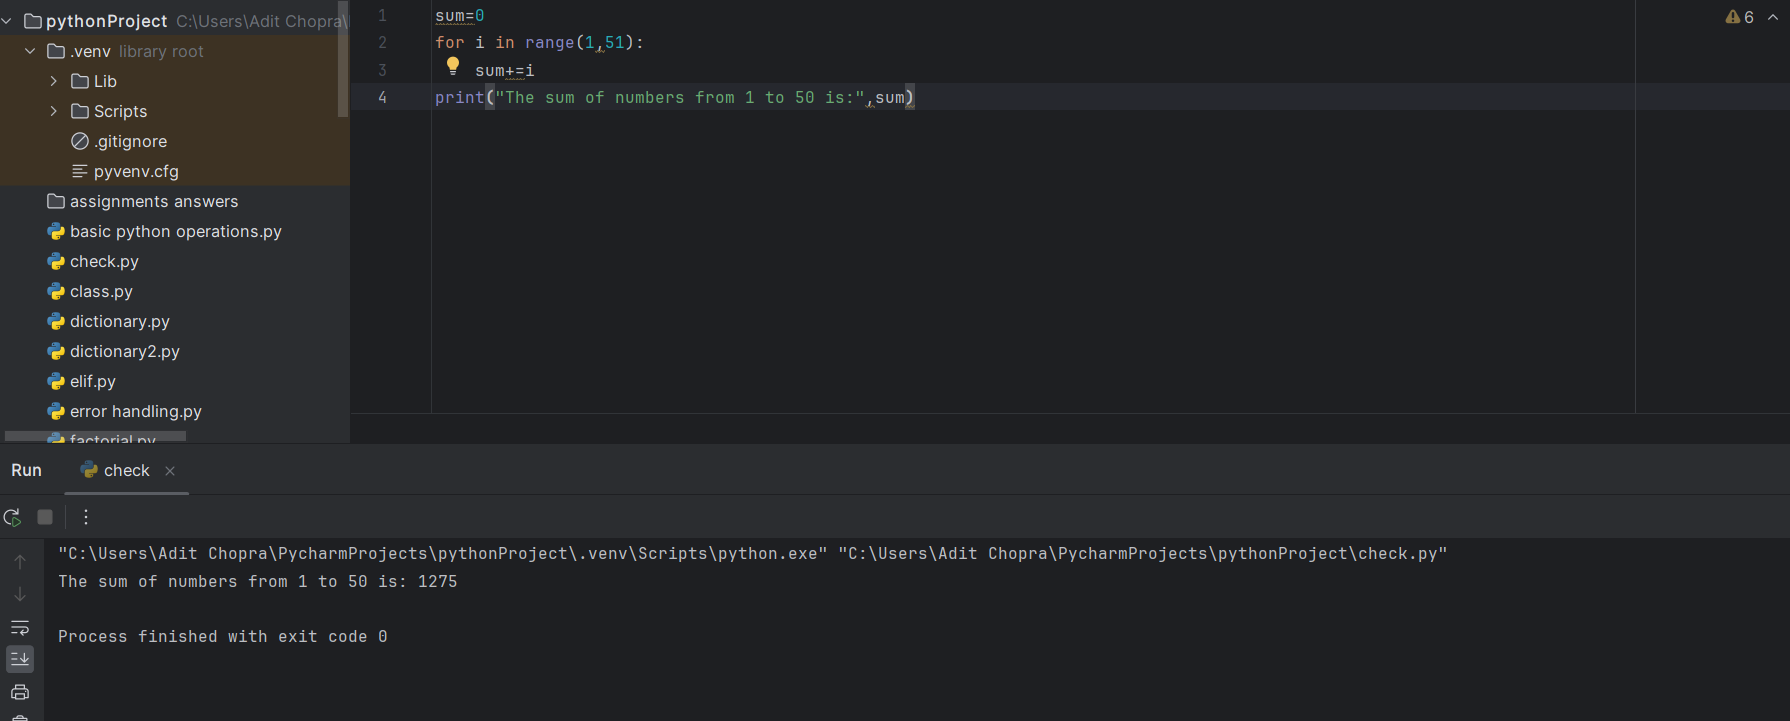 pythonProject C:\Users\Adit Chopra\
.venv library root
Lib
Scripts
.gitignore
pyvenv.cfg
assignments answers
basic python operations.py
check.py
class.py
dictionary.py
dictionary2.py
elif.py
error handling.py
factorial.py
1 sum=0
2 for i in range(1,51):
3 sum+=i
4 print("The sum of numbers from 1 to 50 is:",sum)
6
Run check
"C:\Users\Adit Chopra\PycharmProjects\pythonProject\.venv\Scripts\python.exe" "C:\Users\Adit Chopra\PycharmProjects\pythonProject\check.py"
The sum of numbers from 1 to 50 is: 1275
Process finished with exit code 0